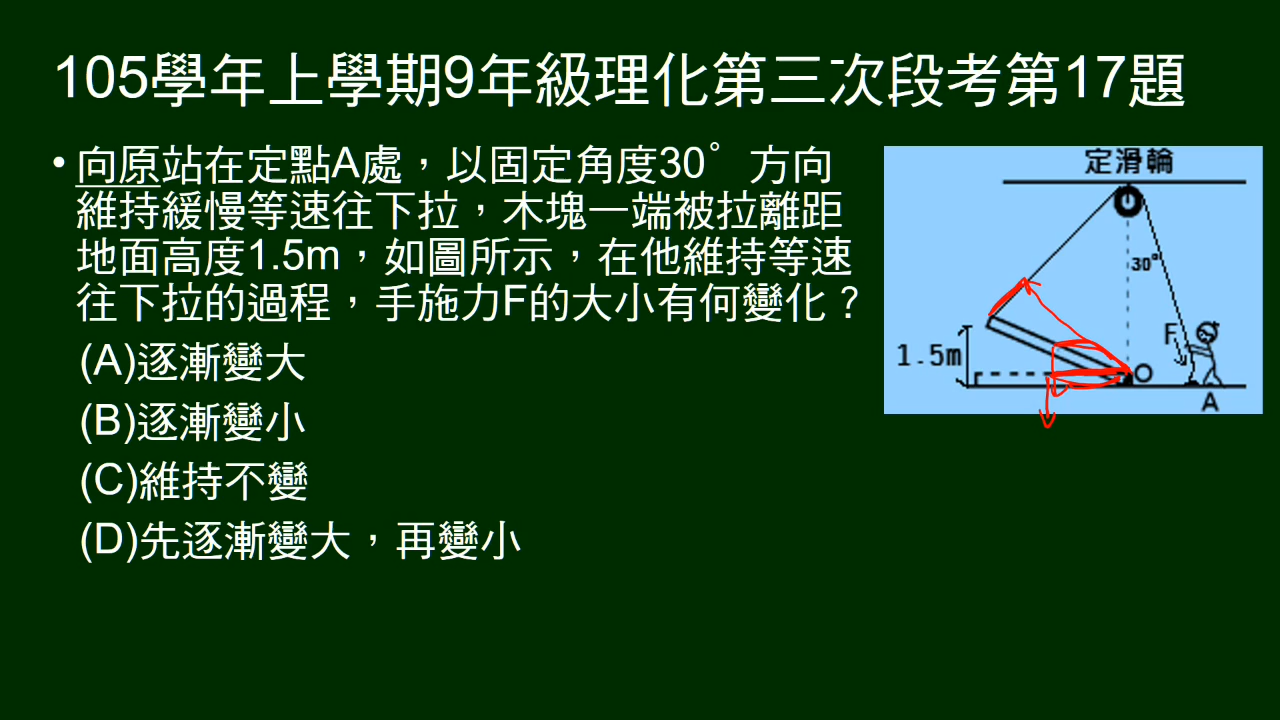 105學年上學期9年級理化第三次段考第17題
• 向原站在定點A處，以固定角度30°方向
維持緩慢等速往下拉，木塊一端被拉離距
地面高度1.5m，如圖所示，在他維持等速
往下拉的過程，手施力F的大小有何變化？
(A)逐漸變大
(B)逐漸變小
(C)維持不變
(D)先逐漸變大，再變小
定滑輪
30°
F
1.5m
O
A